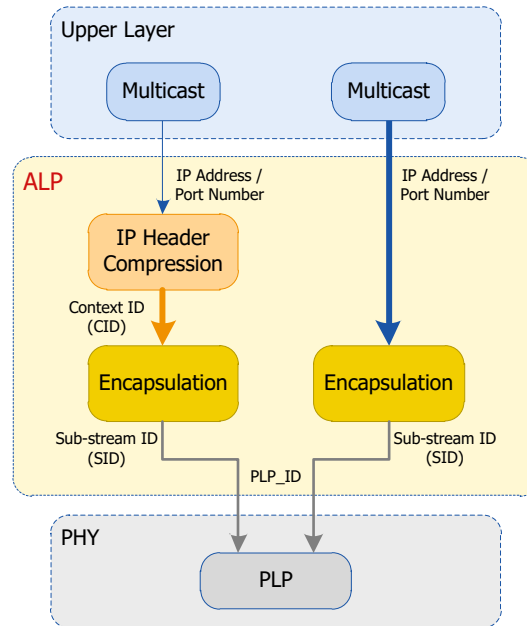 Upper Layer
Multicast
Multicast
IP Address /
Port Number
IP Address /
Port Number
ALP
IP Header
Compression
Context ID
(CID)
Encapsulation
Encapsulation
Sub-stream ID
(SID)
Sub-stream ID
(SID)
PLP_ID
PHY
PLP